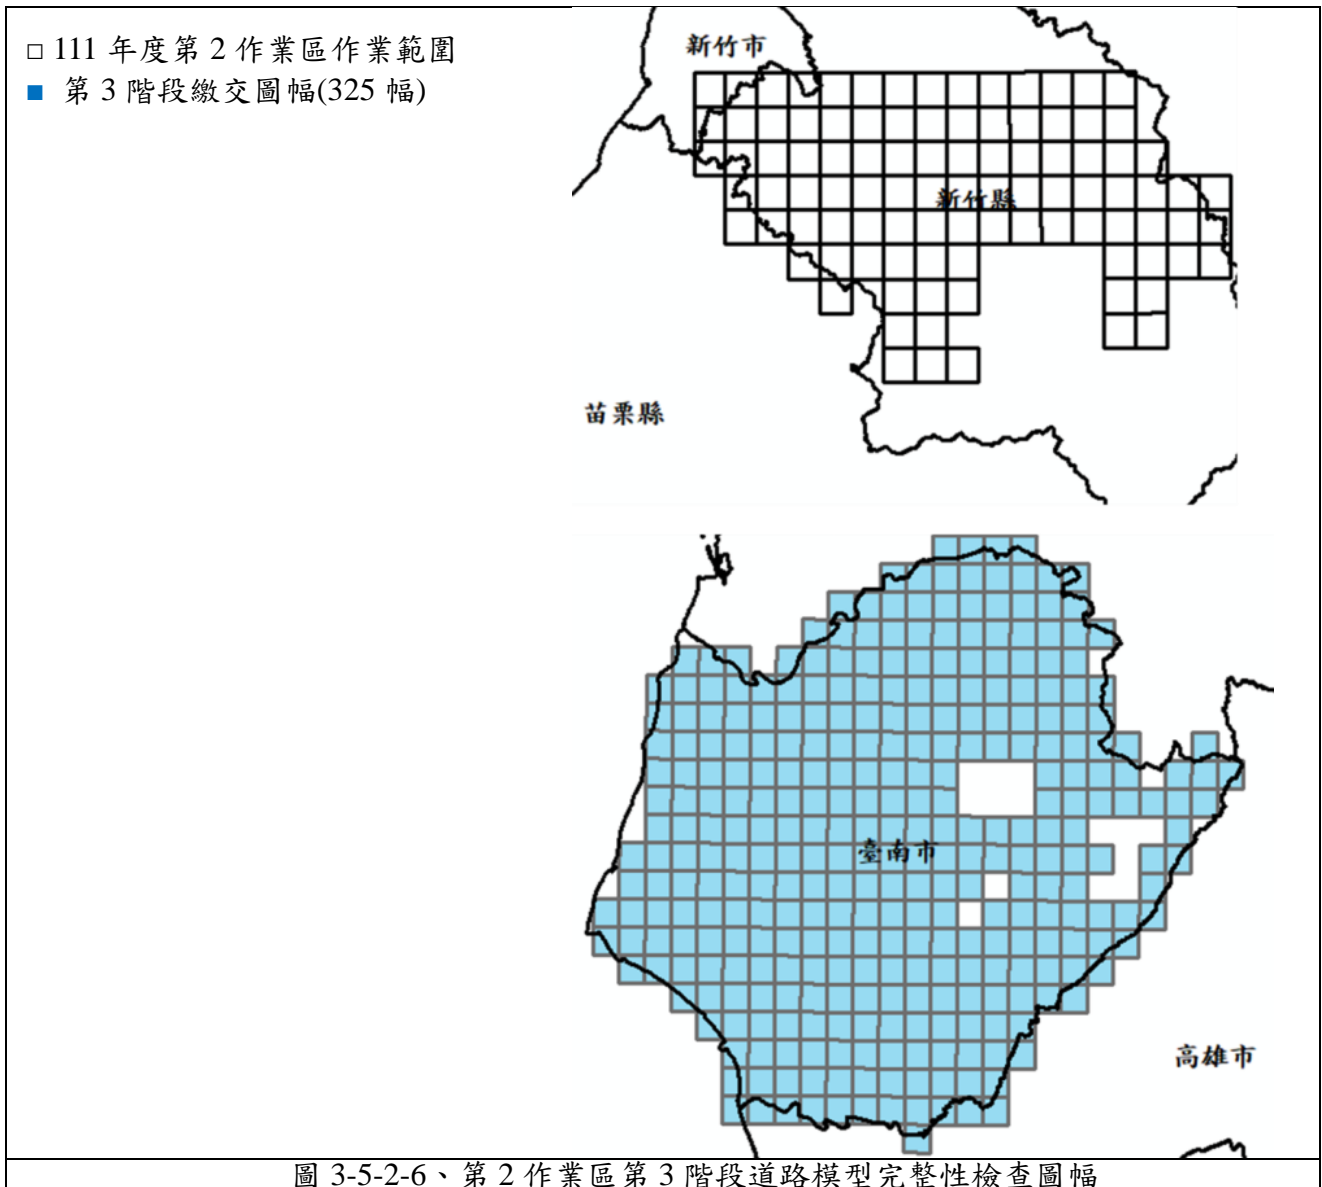 □ 111 年度第 2 作業區作業範圍
■ 第 3 階段繳交圖幅(325 幅)
新竹市
新竹縣
苗栗縣
臺南市
高雄市
圖 3-5-2-6、第 2 作業區第 3 階段道路模型完整性檢查圖幅